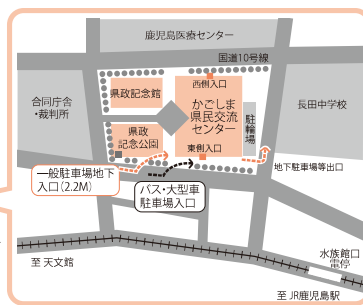 鹿児島医療センター
国道10号線
西側入口
県政記念館
合同庁舎
・裁判所
かごしま
県民交流
センター
駐輪場
長田中学校
県政
記念公園
東側入口
地下駐車場等出口
一般駐車場地下
入口(2.2M)
バス・大型車
駐車場入口
水族館口
電停
至 天文館
至 JR鹿児島駅